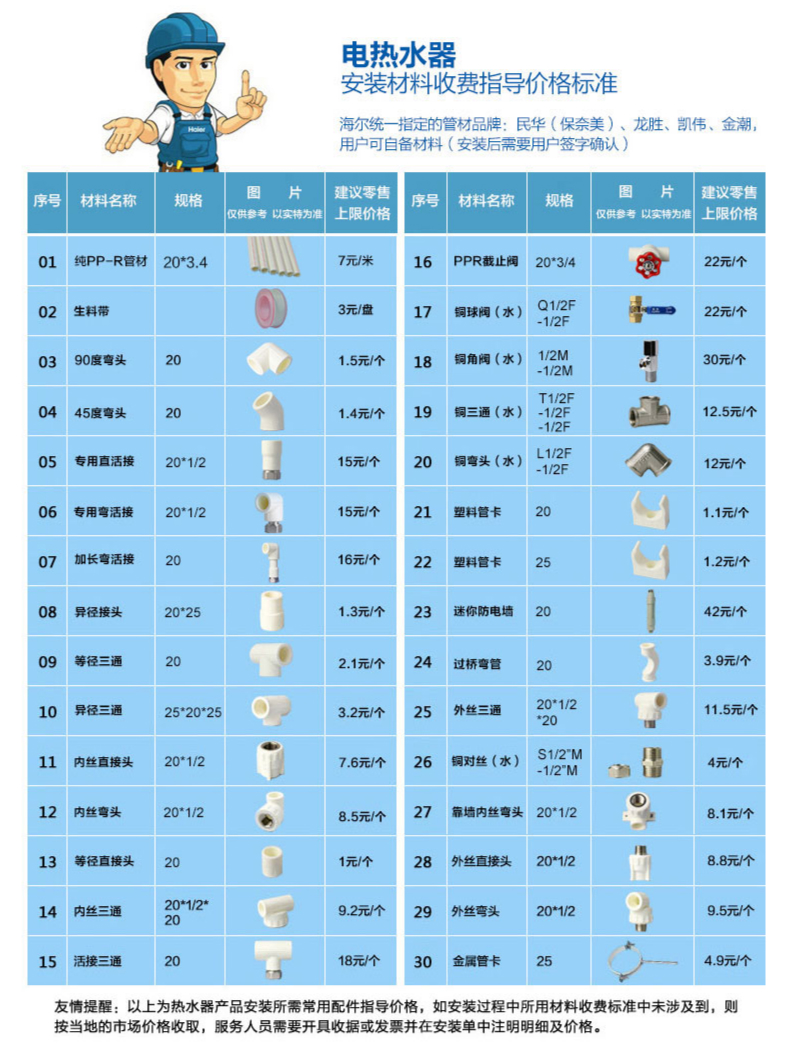 Haier
电热水器
安装材料收费指导价格标准
海尔统一指定的管材品牌：民华（保奈美）、龙胜、凯伟、金潮，
用户可自备材料（安装后需要用户签字确认）
序号 材料名称 规格 图 片 仅供参考 以实特为准 建议零售上限价格
01 纯PP-R管材 20*3.4 7元/米
02 生料带 3元/盘
03 90度弯头 20 1.5元/个
04 45度弯头 20 1.4元/个
05 专用直活接 20*1/2 15元/个
06 专用弯活接 20*1/2 15元/个
07 加长弯活接 20 16元/个
08 异径接头 20*25 1.3元/个
09 等径三通 20 2.1元/个
10 异径三通 25*20*25 3.2元/个
11 内丝直接头 20*1/2 7.6元/个
12 内丝弯头 20*1/2 8.5元/个
13 等径直接头 20 1元/个
14 内丝三通 20*1/2*20 9.2元/个
15 活接三通 20 18元/个
序号 材料名称 规格 图 片 仅供参考 以实特为准 建议零售上限价格
16 PPR截止阀 20*3/4 22元/个
17 铜球阀（水） Q1/2F-1/2F 22元/个
18 铜角阀（水） 1/2M-1/2M 30元/个
19 铜三通（水） T1/2F-1/2F-1/2F 12.5元/个
20 铜弯头（水） L1/2F-1/2F 12元/个
21 塑料管卡 20 1.1元/个
22 塑料管卡 25 1.2元/个
23 迷你防电墙 20 42元/个
24 过桥弯管 20 3.9元/个
25 外丝三通 20*1/2*20 11.5元/个
26 铜对丝（水） S1/2”M-1/2”M 4元/个
27 靠墙内丝弯头 20*1/2 8.1元/个
28 外丝直接头 20*1/2 8.8元/个
29 外丝弯头 20*1/2 9.5元/个
30 金属管卡 25 4.9元/个
友情提醒：以上为热水器产品安装所需常用配件指导价格，如安装过程中所用材料收费标准中未涉及到，则
按当地的市场价格收取，服务人员需要开具收据或发票并在安装单中注明明细及价格。